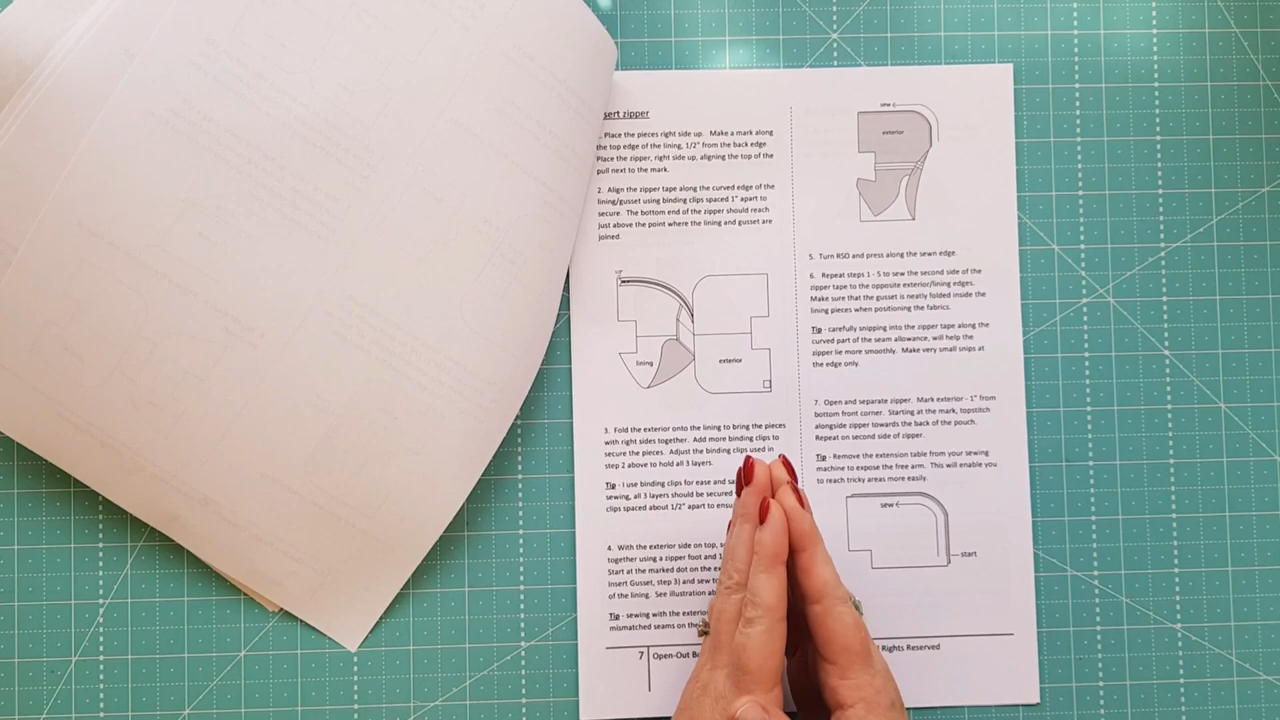 sert zipper
Place the pieces right side up. Make a mark along
the top edge of the lining, 1/2" from the back edge
Place the zipper, right side up, aligning the top of the
pull next to the mark.
2. Align the zipper tape along the curved edge of the
lining/gusset using binding clips spaced 1" apart to
secure. The bottom end of the zipper should reach
just above the point where the lining and gusset are
joined.
1/2"
lining
exterior
3. Fold the exterior onto the lining to bring the pieces
with right sides together. Add more binding clips to
secure the pieces. Adjust the binding clips used in
step 2 above to hold all 3 layers.
Tip - I use binding clips for ease and
sewing, all 3 layers should be secured
clips spaced about 1/2" apart to
4. With the exterior side on top,
together using a zipper foot and
Start at the marked dot on the
Insert Gusset, step 3) and sew
of the lining. See illustration
Tip - sewing with the
mismatched seams on
7
Open-Out
sew
exterior
5. Turn RSO and press along the sewn edge.
6. Repeat steps 1 - 5 to sew the second side of the
zipper tape to the opposite exterior/lining edges.
Make sure that the gusset is neatly folded inside the
lining pieces when positioning the fabrics.
Tip - carefully snipping into the zipper tape along the
curved part of the seam allowance, will help the
zipper lie more smoothly. Make very small snips at
the edge only.
7. Open and separate zipper. Mark exterior - 1" from
bottom front corner. Starting at the mark, topstitch
alongside zipper towards the back of the pouch.
Repeat on second side of zipper.
Tip - Remove the extension table from your sewing
machine to expose the free arm. This will enable you
to reach tricky areas more easily.
sew
start
Rights Reserved